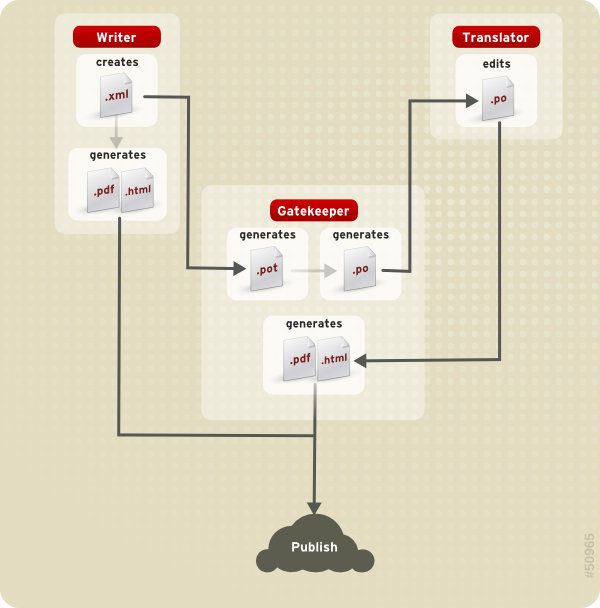 Writer
creates
.xml
generates
.pdf
.html
Translator
edits
.po
Gatekeeper
generates
.pot
generates
.po
generates
.pdf
.html
Publish
#50965